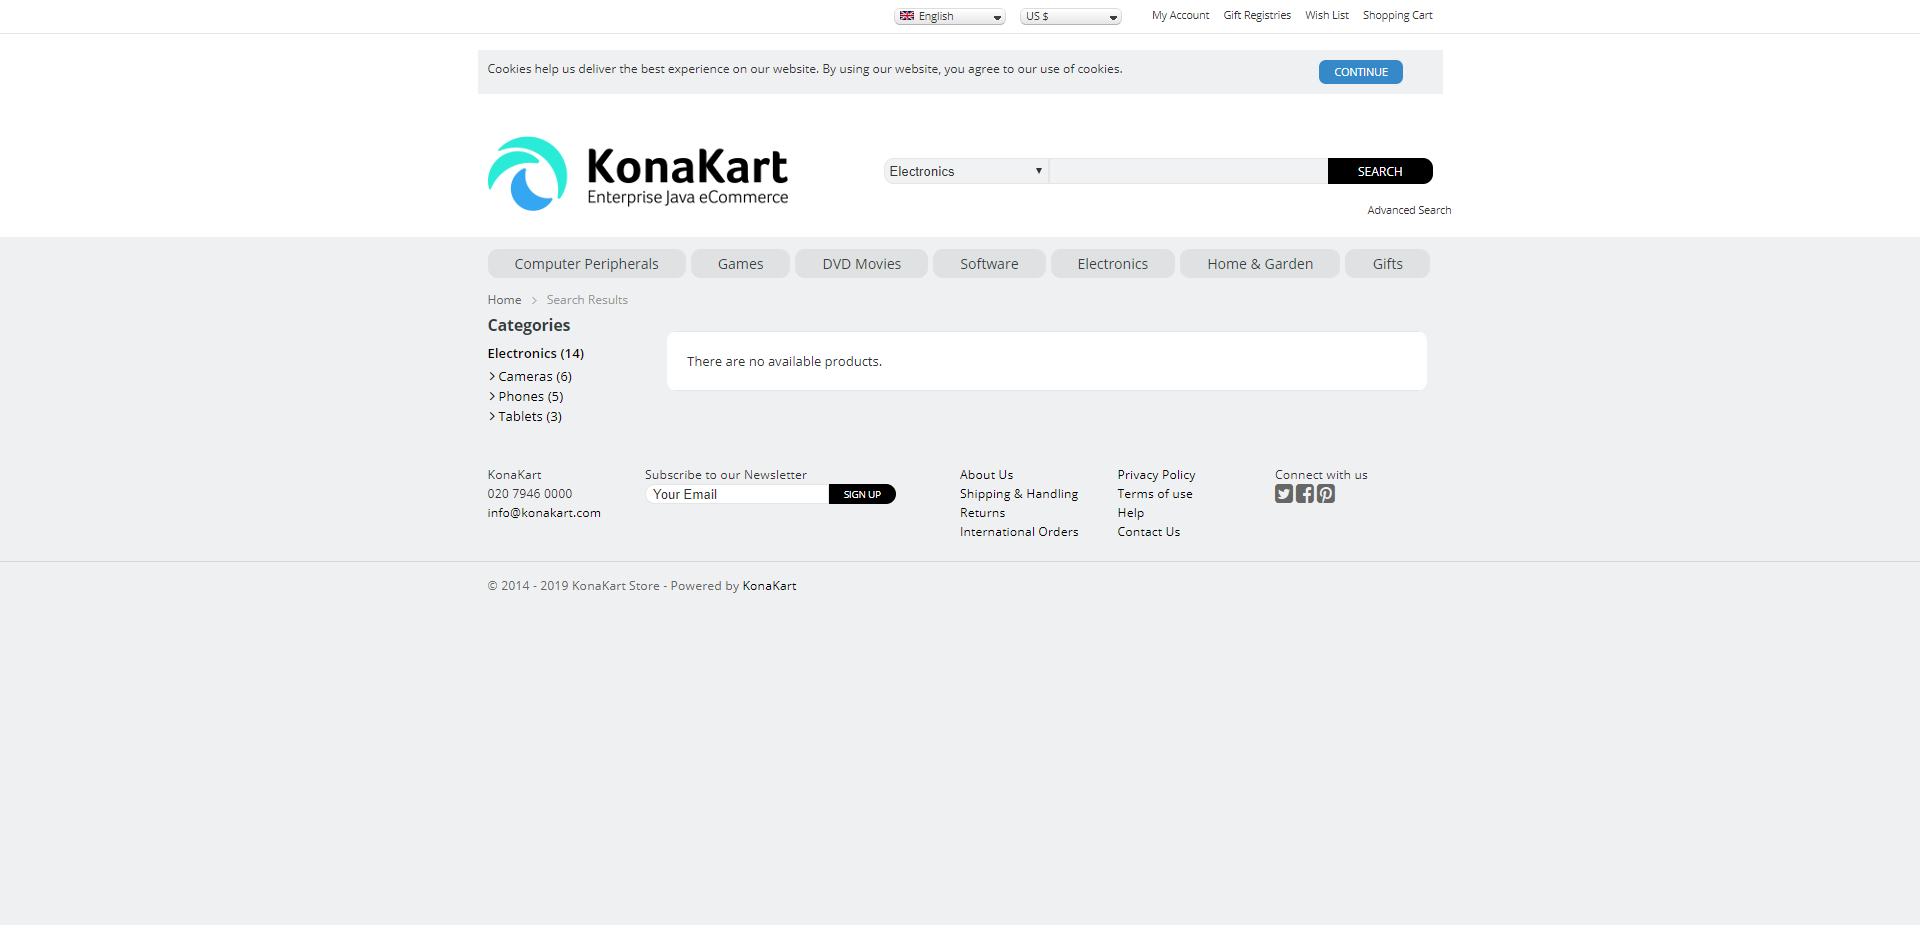 English
US $
My Account
Gift Registries
Wish List
Shopping Cart
Cookies help us deliver the best experience on our website. By using our website, you agree to our use of cookies.
CONTINUE
KonaKart
Enterprise Java eCommerce
Electronics
SEARCH
Advanced Search
Computer Peripherals
Games
DVD Movies
Software
Electronics
Home & Garden
Gifts
Home > Search Results
Categories
Electronics (14)
Cameras (6)
Phones (5)
Tablets (3)
There are no available products.
KonaKart
020 7946 0000
info@konakart.com
Subscribe to our Newsletter
Your Email
SIGN UP
About Us
Shipping & Handling
Returns
International Orders
Privacy Policy
Terms of use
Help
Contact Us
Connect with us
© 2014 - 2019 KonaKart Store - Powered by KonaKart